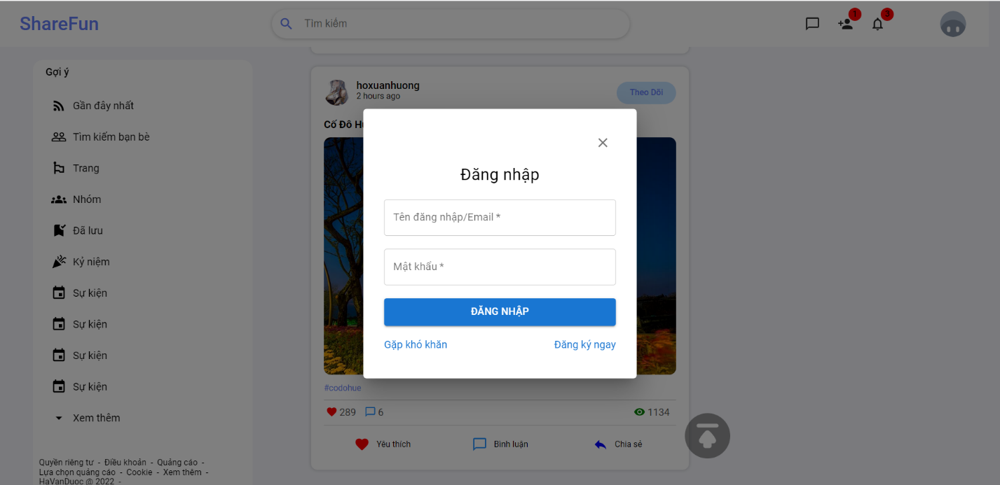 ShareFun
Tìm kiếm
1
3
Gợi ý
Gần đây nhất
Tìm kiếm bạn bè
Trang
Nhóm
Đã lưu
Kỷ niệm
Sự kiện
Sự kiện
Sự kiện
Sự kiện
Xem thêm
Quyền riêng tư - Điều khoản - Quảng cáo -
Lựa chọn quảng cáo - Cookie - Xem thêm -
HaVanDuoc @ 2022 -
hoxuanhuong
2 hours ago
Theo Dõi
Cố Đô
Đăng nhập
Tên đăng nhập/Email *
Mật khẩu *
ĐĂNG NHẬP
Gặp khó khăn
Đăng ký ngay
#codohue
289
6
1134
Yêu thích
Bình luận
Chia sẻ